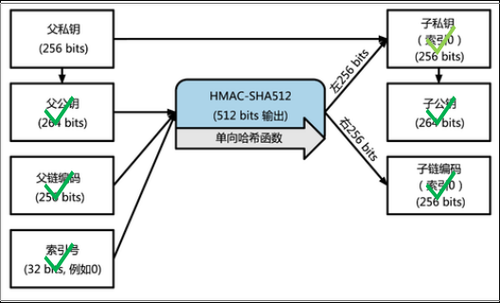 父私钥
(256 bits)
父公钥
(264 bits)
父链编码
(256 bits)
索引号
(32 bits, 例如0)
HMAC-SHA512
(512 bits 输出)
单向哈希函数
左256 bits
右256 bits
子私钥
（索引0）
(256 bits)
子公钥
(264 bits)
子链编码
（索引0）
(256 bits)